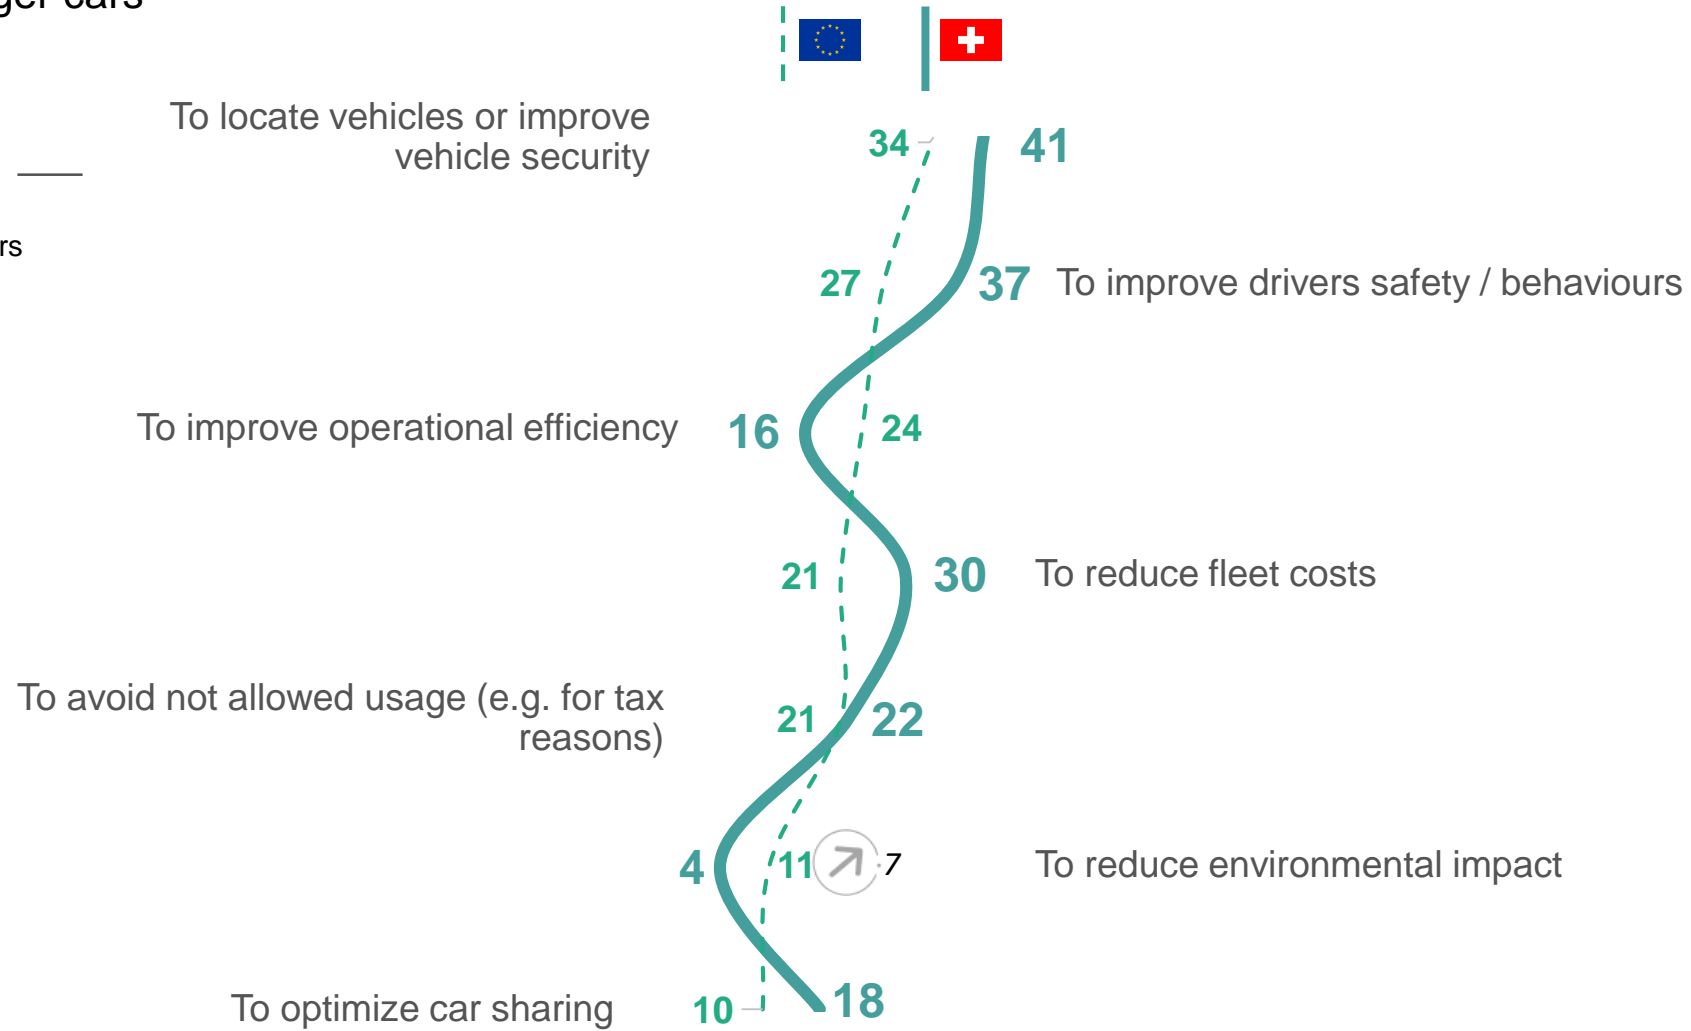 To locate vehicles or improve
vehicle security
34
41
27
37
To improve drivers safety / behaviours
To improve operational efficiency
16
24
21
30
To reduce fleet costs
To avoid not allowed usage (e.g. for tax
reasons)
21
22
4
11
7
To reduce environmental impact
To optimize car sharing
10
18
cars